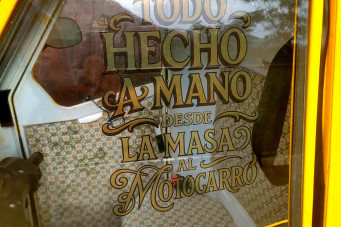 TODO
HECHO
A MANO
DESDE
LA MASA
AL
MOTOCARRO